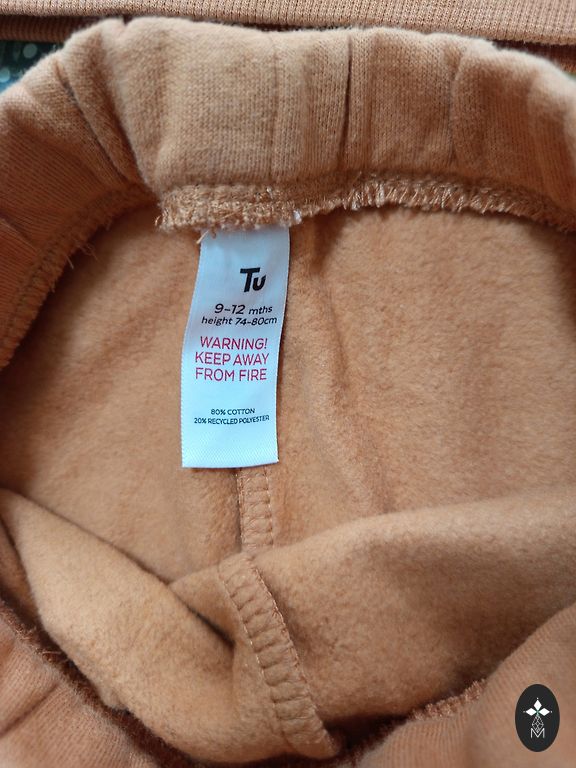 Tu
9-12 mths
height 74-80cm
WARNING!
KEEP AWAY
FROM FIRE
80% COTTON
20% RECYCLED POLYESTER
M